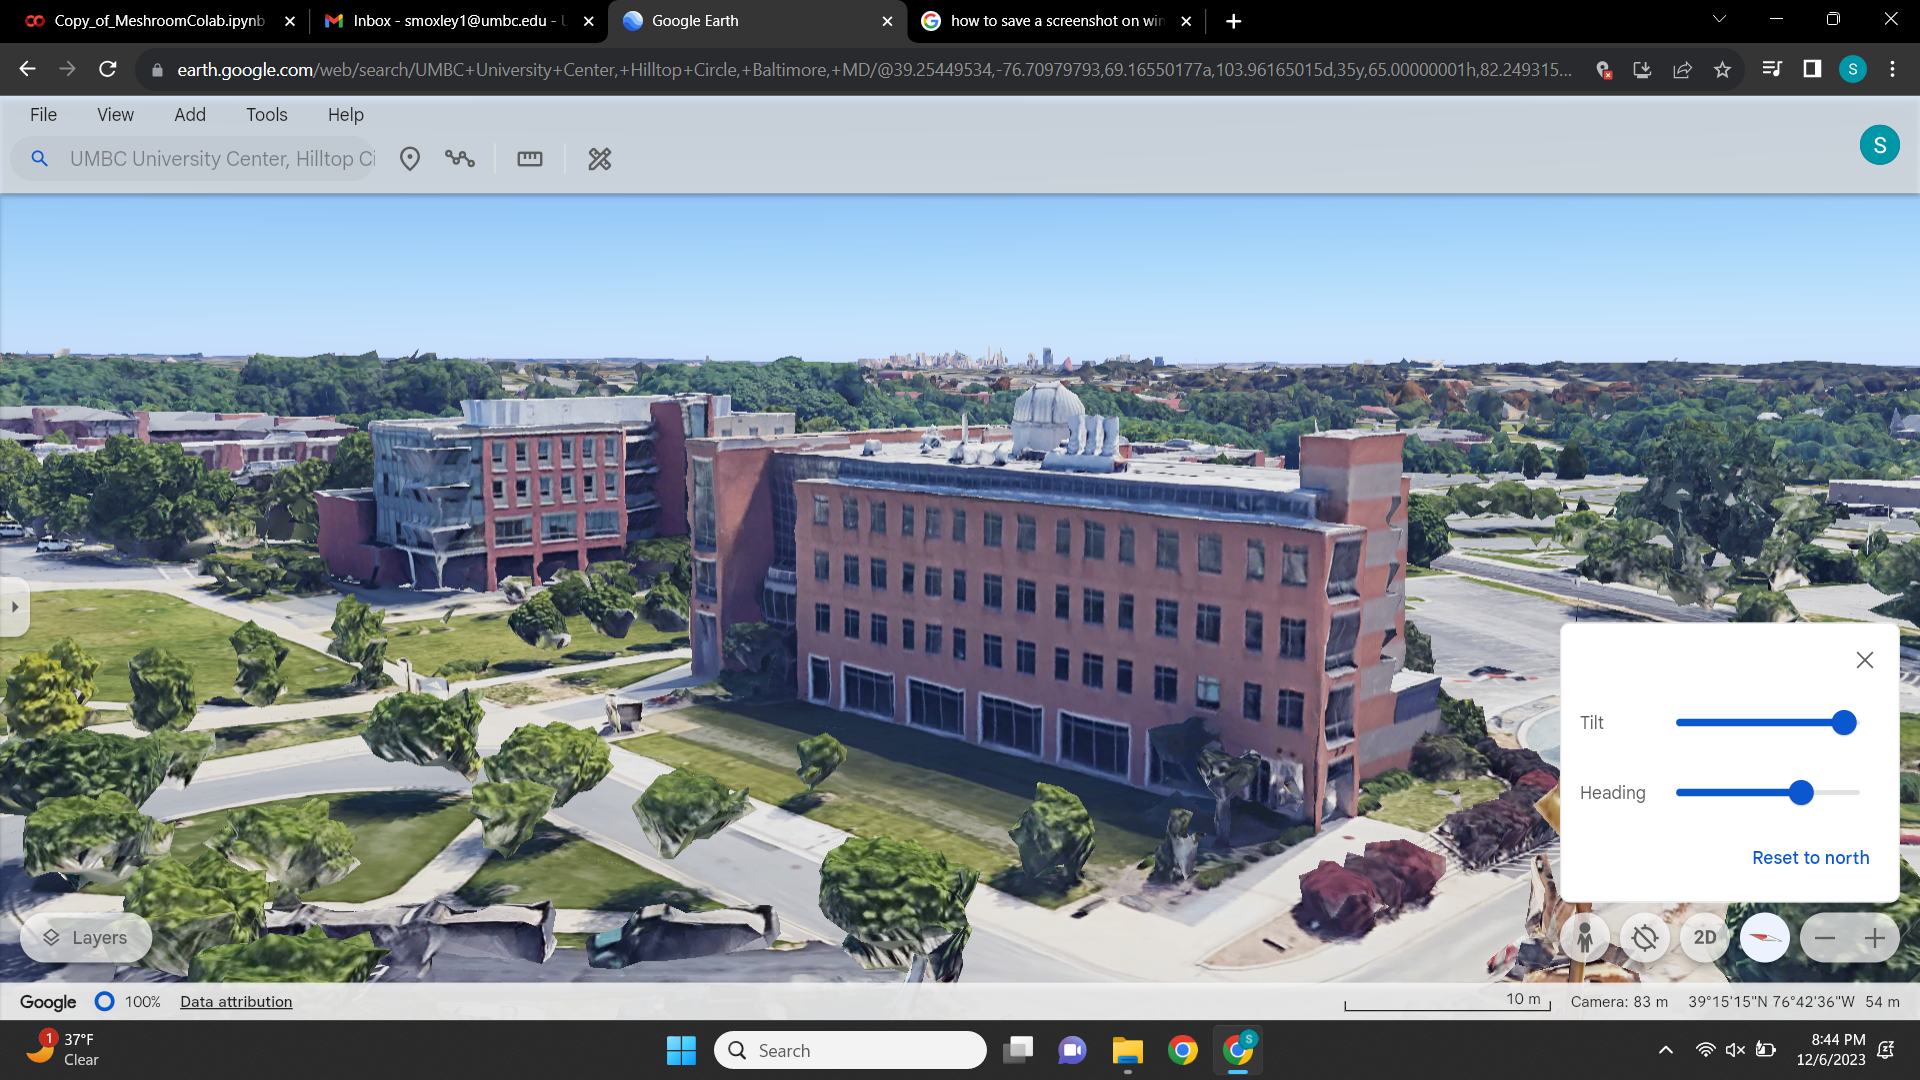 Copy_of_MeshroomColab.ipynb
Inbox - smoxley1@umbc.edu -
Google Earth
how to save a screenshot on win
earth.google.com/web/search/UMBC+University+Center,+Hilltop+Circle,+Baltimore,+MD/@39.25449534,-76.70979793,69.16550177a,103.96165015d,35y,65.00000001h,82.249315...
S
File View Add Tools Help
UMBC University Center, Hilltop Ci
S
Tilt
Heading
Reset to north
Layers
2D
Google 100% Data attribution
10 m Camera: 83 m 39°15'15"N 76°42'36"W 54 m
1
37°F
Clear
Search
S
8:44 PM
12/6/2023